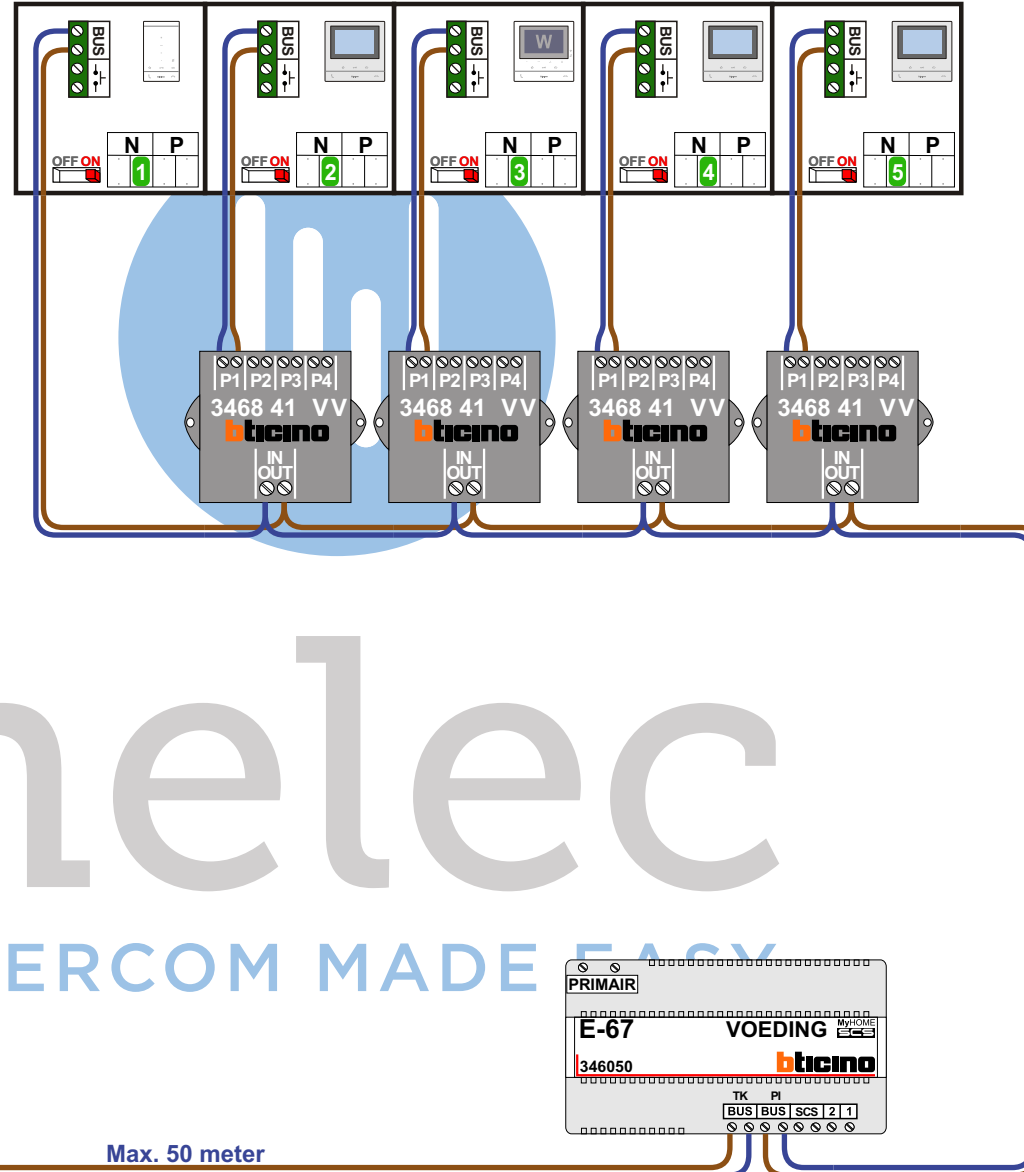 BUS BUS BUS W BUS BUS
N P N P N P N P N P
OFF ON OFF ON OFF ON OFF ON OFF ON
1 2 3 4 5
P1 P2 P3 P4 P1 P2 P3 P4 P1 P2 P3 P4 P1 P2 P3 P4
3468 41 VV 3468 41 VV 3468 41 VV 3468 41 VV
bticino bticino bticino bticino
IN IN IN IN
OUT OUT OUT OUT
nelec
ERCOM MADE EASY
PRIMAIR
E-67 VOEDING MyHOME
SCS
346050 bticino
TK PI
BUS BUS SCS 2 1
Max. 50 meter